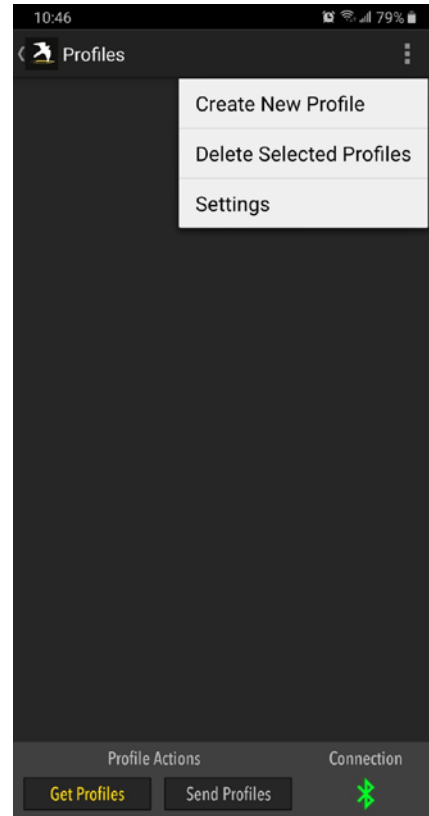 10:46 79%
Profiles
Create New Profile
Delete Selected Profiles
Settings
Profile Actions Connection
Get Profiles Send Profiles